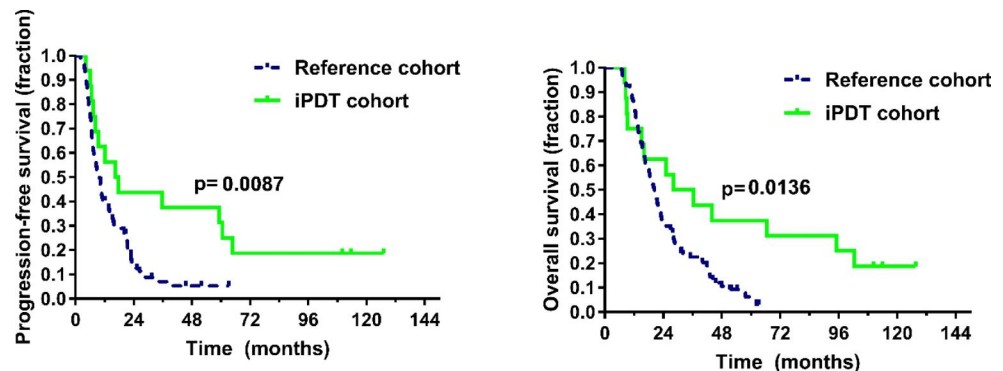 Progression-free survival (fraction)
1.0
0.9
0.8
0.7
0.6
0.5
0.4
0.3
0.2
0.1
0.0
Reference cohort
iPDT cohort
p= 0.0087
0 24 48 72 96 120 144
Time (months)
Overall survival (fraction)
1.0
0.9
0.8
0.7
0.6
0.5
0.4
0.3
0.2
0.1
0.0
Reference cohort
iPDT cohort
p=0.0136
0 24 48 72 96 120 144
Time (months)